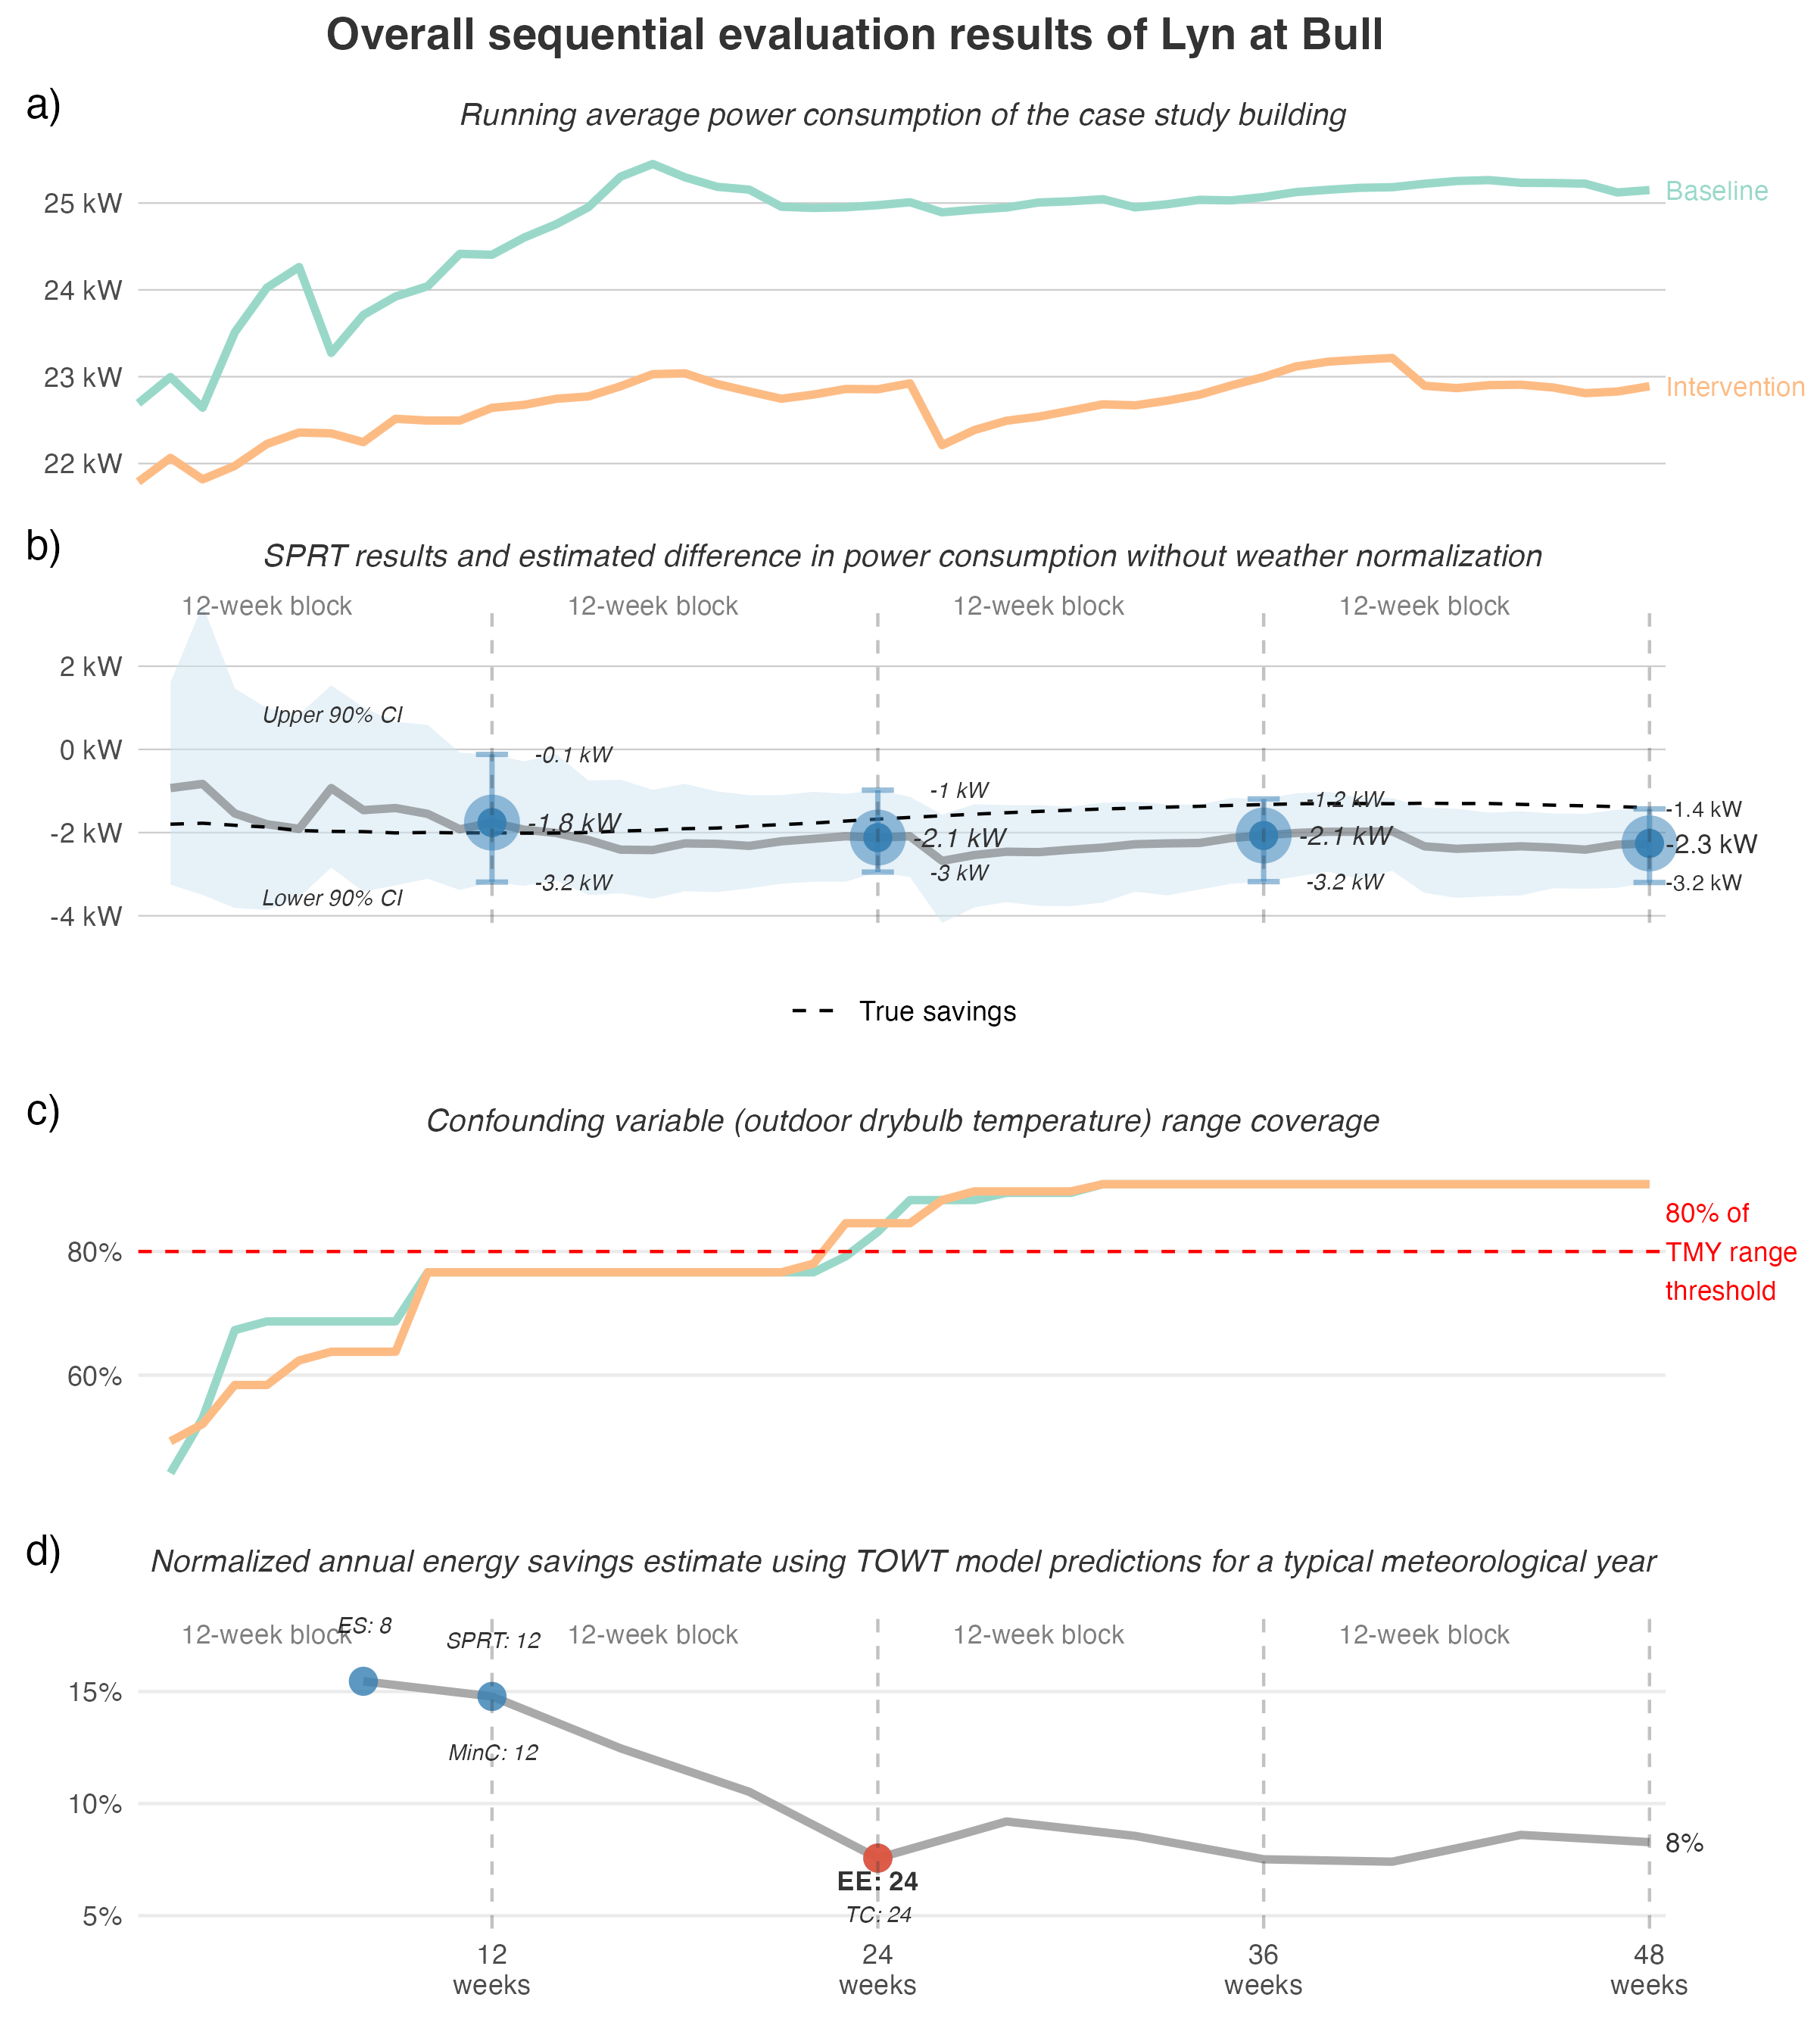 Overall sequential evaluation results of Lyn at Bull
a)
Running average power consumption of the case study building
25 kW
24 kW
23 kW
22 kW
Baseline
Intervention
b)
SPRT results and estimated difference in power consumption without weather normalization
12-week block
12-week block
12-week block
12-week block
2 kW
0 kW
-2 kW
-4 kW
Upper 90% CI
Lower 90% CI
-0.1 kW
-1.8 kW
-3.2 kW
-1 kW
-2.1 kW
-3 kW
-1.2 kW
-2.1 kW
-3.2 kW
-1.4 kW
-2.3 kW
-3.2 kW
True savings
c)
Confounding variable (outdoor drybulb temperature) range coverage
80%
60%
80% of
TMY range
threshold
d)
Normalized annual energy savings estimate using TOWT model predictions for a typical meteorological year
12-week block
12-week block
12-week block
12-week block
ES: 8
SPRT: 12
MinC: 12
15%
10%
5%
EE: 24
TC: 24
8%
12
weeks
24
weeks
36
weeks
48
weeks